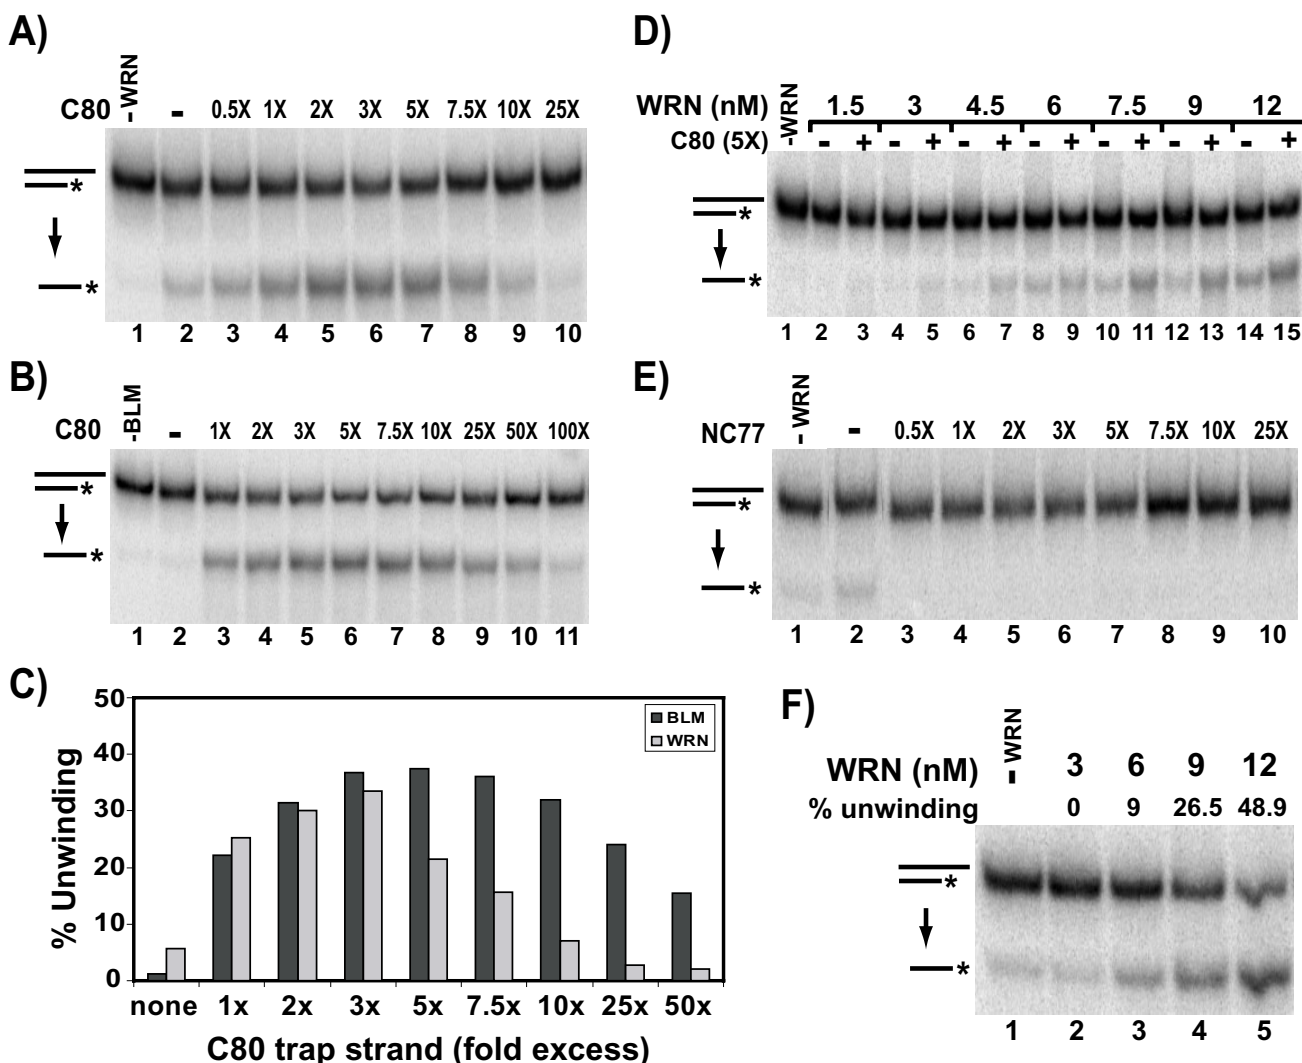 A)
C80 -WRN - 0.5X 1X 2X 3X 5X 7.5X 10X 25X
*
*
1 2 3 4 5 6 7 8 9 10
B)
C80 -BLM - 1X 2X 3X 5X 7.5X 10X 25X 50X 100X
*
*
1 2 3 4 5 6 7 8 9 10 11
C)
% Unwinding
50
40
30
20
10
0
BLM
WRN
none 1x 2x 3x 5x 7.5x 10x 25x 50x
C80 trap strand (fold excess)
D)
WRN (nM) -WRN 1.5 3 4.5 6 7.5 9 12
C80 (5X) - + - + - + - + - + - + - +
*
*
1 2 3 4 5 6 7 8 9 10 11 12 13 14 15
E)
NC77 -WRN - 0.5X 1X 2X 3X 5X 7.5X 10X 25X
*
*
1 2 3 4 5 6 7 8 9 10
F)
WRN (nM) -WRN 3 6 9 12
% unwinding 0 9 26.5 48.9
*
*
1 2 3 4 5